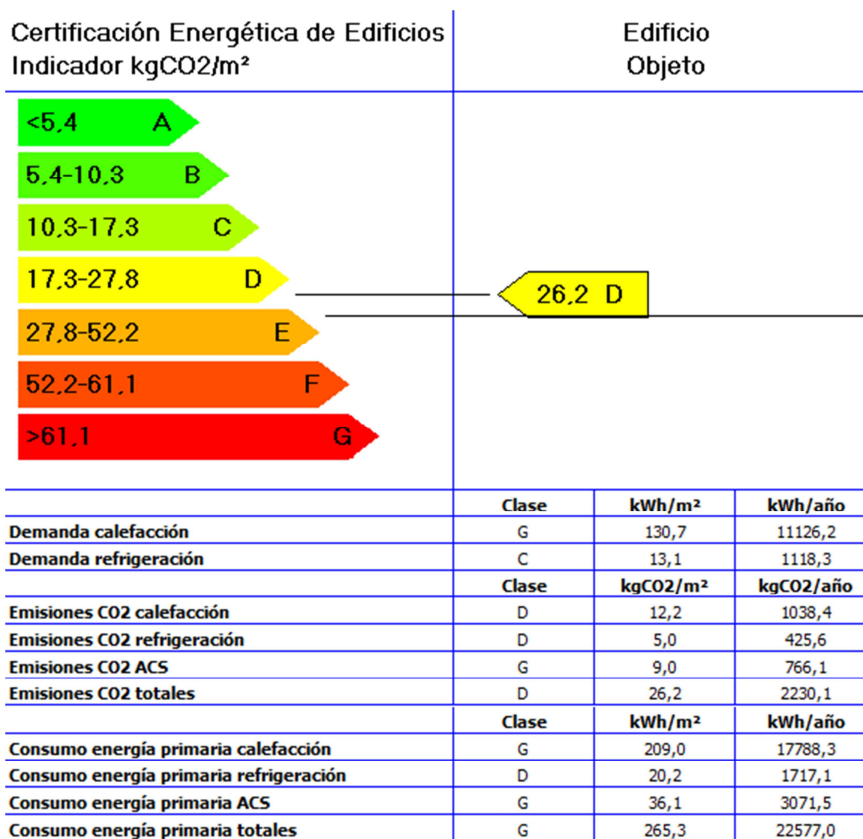 Certificación Energética de Edificios
Indicador kgCO2/m²
Edificio
Objeto
<5,4 A
5,4-10,3 B
10,3-17,3 C
17,3-27,8 D
26,2 D
27,8-52,2 E
52,2-61,1 F
>61,1 G
Clase kWh/m² kWh/año
Demanda calefacción G 130,7 11126,2
Demanda refrigeración C 13,1 1118,3
Clase kgCO2/m² kgCO2/año
Emisiones CO2 calefacción D 12,2 1038,4
Emisiones CO2 refrigeración D 5,0 425,6
Emisiones CO2 ACS G 9,0 766,1
Emisiones CO2 totales D 26,2 2230,1
Clase kWh/m² kWh/año
Consumo energía primaria calefacción G 209,0 17788,3
Consumo energía primaria refrigeración D 20,2 1717,1
Consumo energía primaria ACS G 36,1 3071,5
Consumo energía primaria totales G 265,3 22577,0